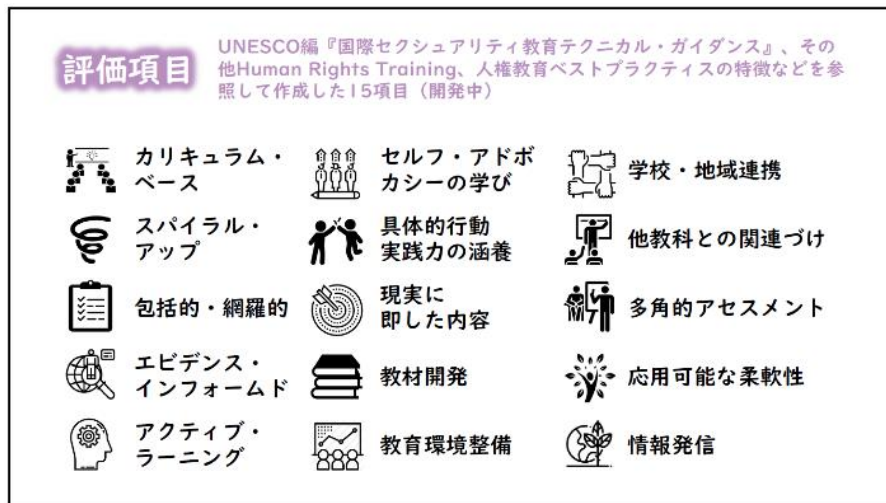 評価項目
UNESCO編『国際セクシュアリティ教育テクニカル・ガイダンス』、その
他Human Rights Training、人権教育ベストプラクティスの特徴などを参
照して作成した15項目（開発中）
カリキュラム・
ベース
スパイラル・
アップ
包括的・網羅的
エビデンス・
インフォームド
アクティブ・
ラーニング
セルフ・アドボ
カシーの学び
具体的行動
実践力の涵養
現実に
即した内容
教材開発
教育環境整備
学校・地域連携
他教科との関連づけ
多角的アセスメント
応用可能な柔軟性
情報発信